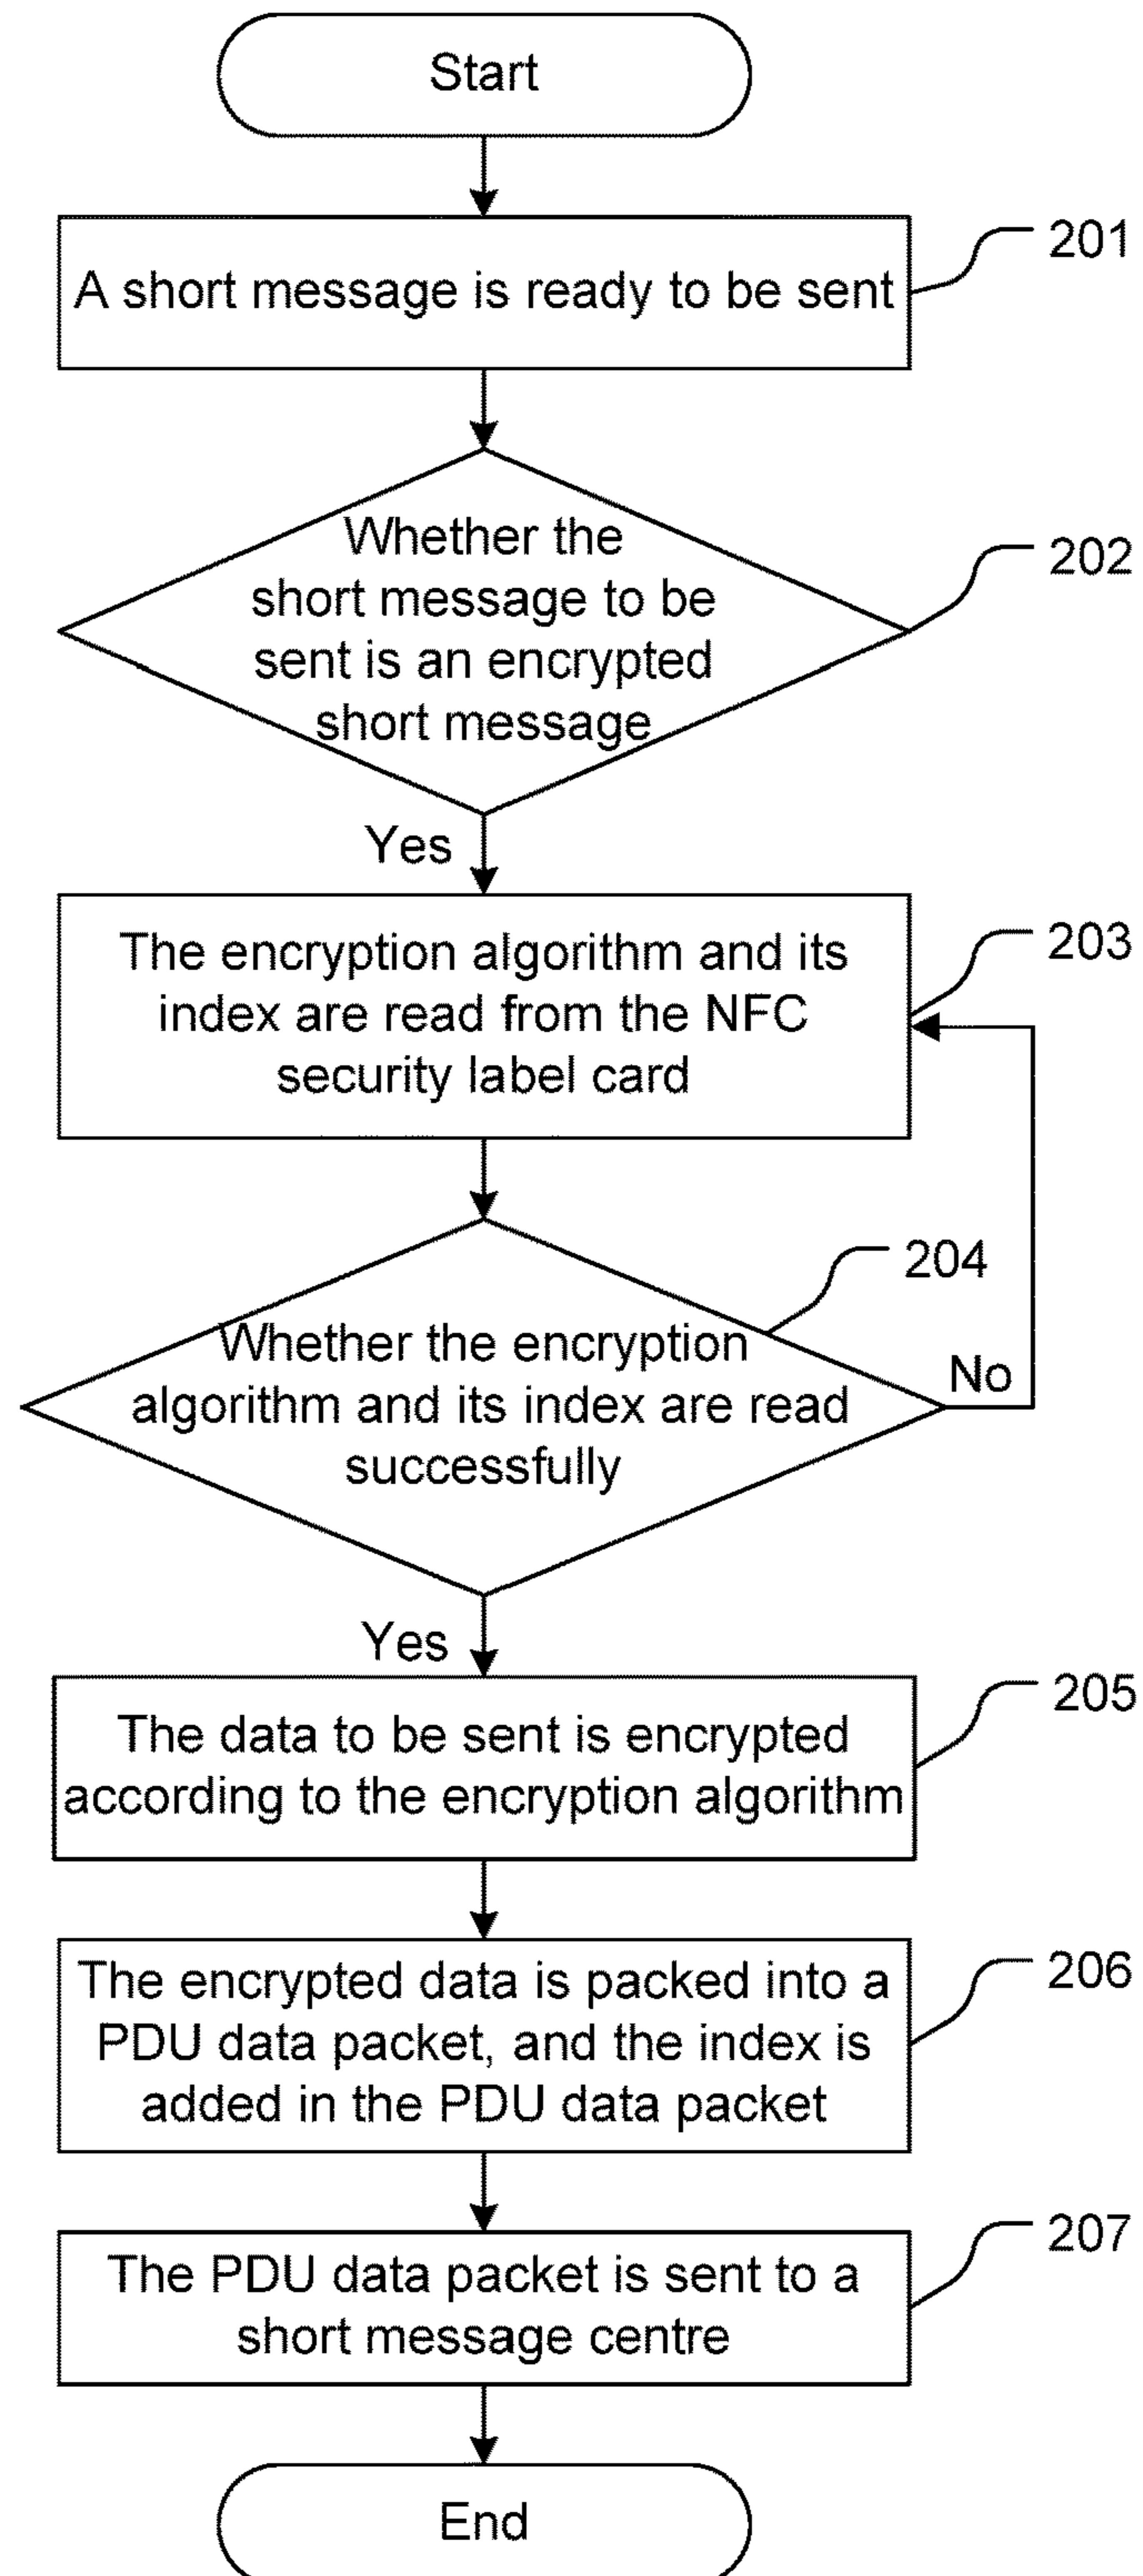 Start
A short message is ready to be sent
201
Whether the
short message to be
sent is an encrypted
short message
202
Yes
The encryption algorithm and its
index are read from the NFC
security label card
203
204
Whether the encryption
algorithm and its index are read
successfully
No
Yes
The data to be sent is encrypted
according to the encryption algorithm
205
The encrypted data is packed into a
PDU data packet, and the index is
added in the PDU data packet
206
The PDU data packet is sent to a
short message centre
207
End